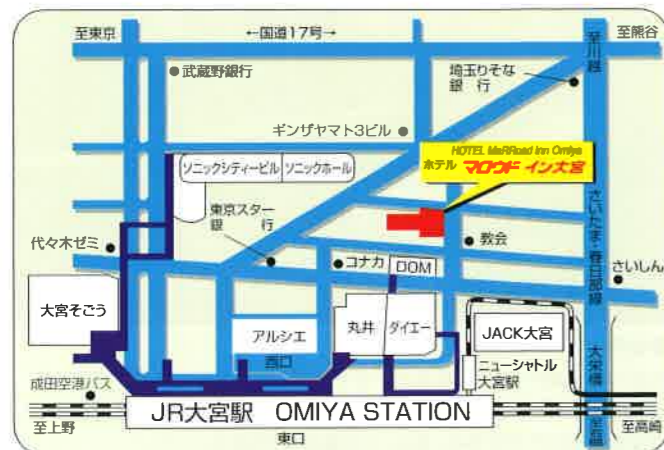 至東京
←国道17号→
至川越
至熊谷
武蔵野銀行
埼玉りそな
銀行
ギンザヤマト3ビル
HOTEL MaRRoad Inn Omiya
ホテル マロウド イン大宮
ソニックシティービル
ソニックホール
東京スター
銀行
さいたま・春日部線
代々木ゼミ
教会
コナカ
DOM
さいしん
大宮そごう
アルシェ
丸井
ダイエー
JACK大宮
大栄橋
西口
ニューシャトル
大宮駅
成田空港バス
JR大宮駅 OMIYA STATION
至上野
東口
至高崎